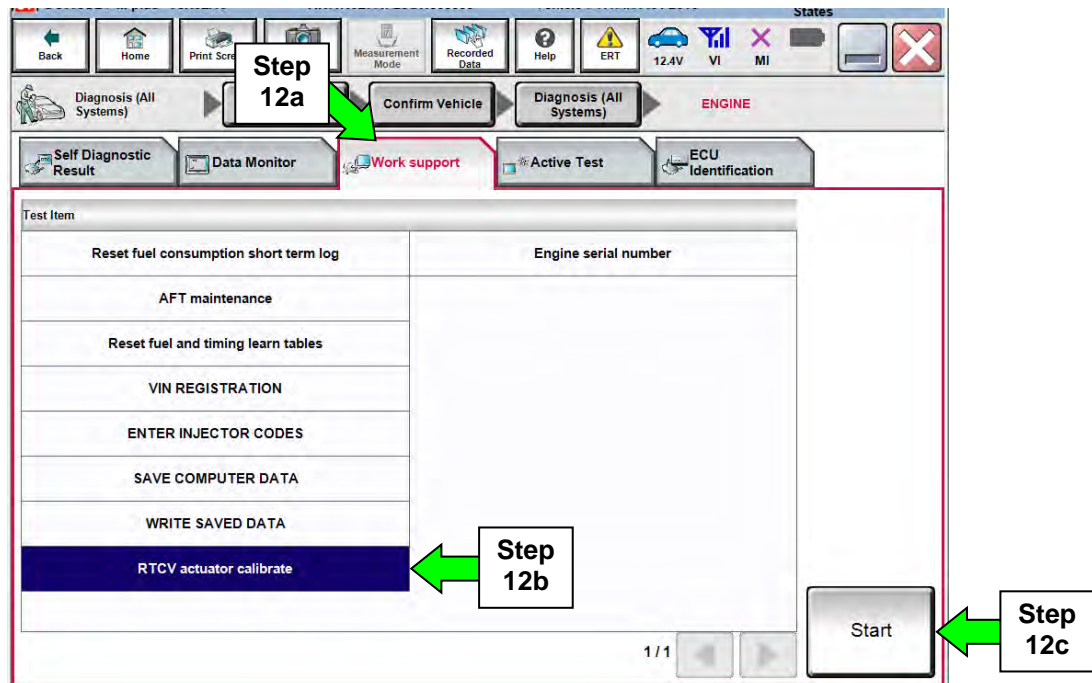 States
Back
Home
Print Scre
Measurement
Mode
Recorded
Data
Help
ERT
12.4V
VI
MI
Step
12a
Diagnosis (All
Systems)
Confirm Vehicle
Diagnosis (All
Systems)
ENGINE
Self Diagnostic
Result
Data Monitor
Work support
Active Test
ECU
Identification
Test Item
Reset fuel consumption short term log
Engine serial number
AFT maintenance
Reset fuel and timing learn tables
VIN REGISTRATION
ENTER INJECTOR CODES
SAVE COMPUTER DATA
WRITE SAVED DATA
RTCV actuator calibrate
Step
12b
Start
Step
12c
1/1